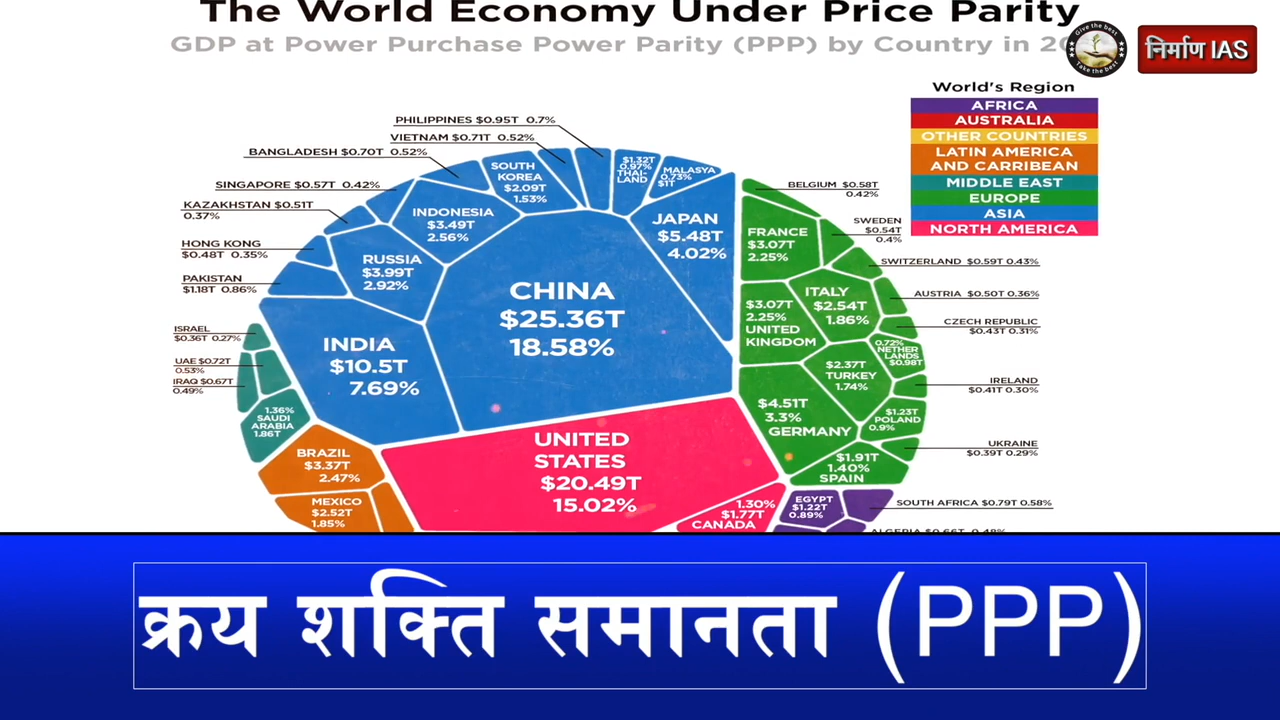 The World Economy Under Price Parity
GDP at Power Purchase Power Parity (PPP) by Country in 20
Give the best
Take the best
निर्माण IAS
World's Region
AFRICA
AUSTRALIA
OTHER COUNTRIES
LATIN AMERICA
AND CARRIBEAN
MIDDLE EAST
EUROPE
ASIA
NORTH AMERICA
PHILIPPINES $0.95T 0.7%
VIETNAM $0.71T 0.52%
BANGLADESH $0.70T 0.52%
SINGAPORE $0.57T 0.42%
KAZAKHSTAN $0.51T
0.37%
HONG KONG
$0.48T 0.35%
PAKISTAN
$1.18T 0.86%
ISRAEL
$0.36T 0.27%
UAE $0.72T
0.53%
IRAQ $0.67T
0.49%
SOUTH
KOREA
$2.09T
1.53%
$1.32T
0.97%
THAI-
LAND
MALASYA
0.73%
$1T
INDONESIA
$3.49T
2.56%
JAPAN
$5.48T
4.02%
RUSSIA
$3.99T
2.92%
CHINA
$25.36T
18.58%
INDIA
$10.5T
7.69%
1.36%
SAUDI
ARABIA
1.86T
BRAZIL
$3.37T
2.47%
MEXICO
$2.52T
1.85%
UNITED
STATES
$20.49T
15.02%
1.30%
$1.77T
CANADA
BELGIUM $0.58T
0.42%
SWEDEN
$0.54T
0.4%
SWITZERLAND $0.59T 0.43%
AUSTRIA $0.50T 0.36%
CZECH REPUBLIC
$0.43T 0.31%
IRELAND
$0.41T 0.30%
UKRAINE
$0.39T 0.29%
FRANCE
$3.07T
2.25%
ITALY
$2.54T
1.86%
$3.07T
2.25%
UNITED
KINGDOM
0.72%
NETHER
LANDS
$0.98T
$2.37T
TURKEY
1.74%
$4.51T
3.3%
GERMANY
$1.23T
POLAND
0.9%
$1.91T
1.40%
SPAIN
EGYPT
$1.22T
0.89%
SOUTH AFRICA $0.79T 0.58%
ALGERIA $0.66T 0.48%
क्रय शक्ति समानता (PPP)